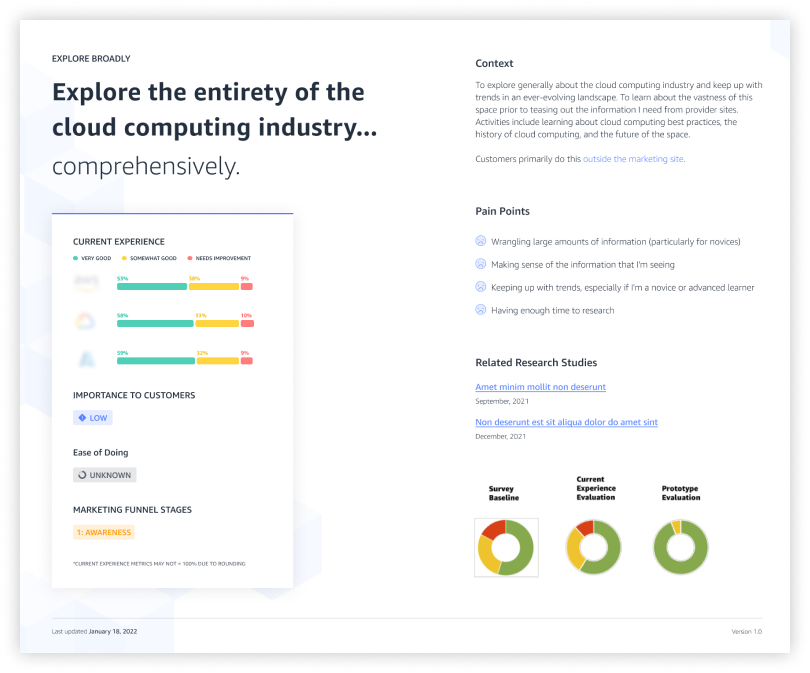 EXPLORE BROADLY
Explore the entirety of the
cloud computing industry...
comprehensively.
CURRENT EXPERIENCE
VERY GOOD
SOMEWHAT GOOD
NEEDS IMPROVEMENT
aws
53% 38% 9%
58% 33% 10%
59% 32% 9%
IMPORTANCE TO CUSTOMERS
LOW
Ease of Doing
UNKNOWN
MARKETING FUNNEL STAGES
1: AWARENESS
*CURRENT EXPERIENCE METRICS MAY NOT = 100% DUE TO ROUNDING
Context
To explore generally about the cloud computing industry and keep up with
trends in an ever-evolving landscape. To learn about the vastness of this
space prior to teasing out the information I need from provider sites.
Activities include learning about cloud computing best practices, the
history of cloud computing, and the future of the space.
Customers primarily do this outside the marketing site.
Pain Points
Wrangling large amounts of information (particularly for novices)
Making sense of the information that I'm seeing
Keeping up with trends, especially if I'm a novice or advanced learner
Having enough time to research
Related Research Studies
Amet minim mollit non deserunt
September, 2021
Non deserunt est sit aliqua dolor do amet sint
December, 2021
Survey
Baseline
Current
Experience
Evaluation
Prototype
Evaluation
Last updated January 18, 2022
Version 1.0